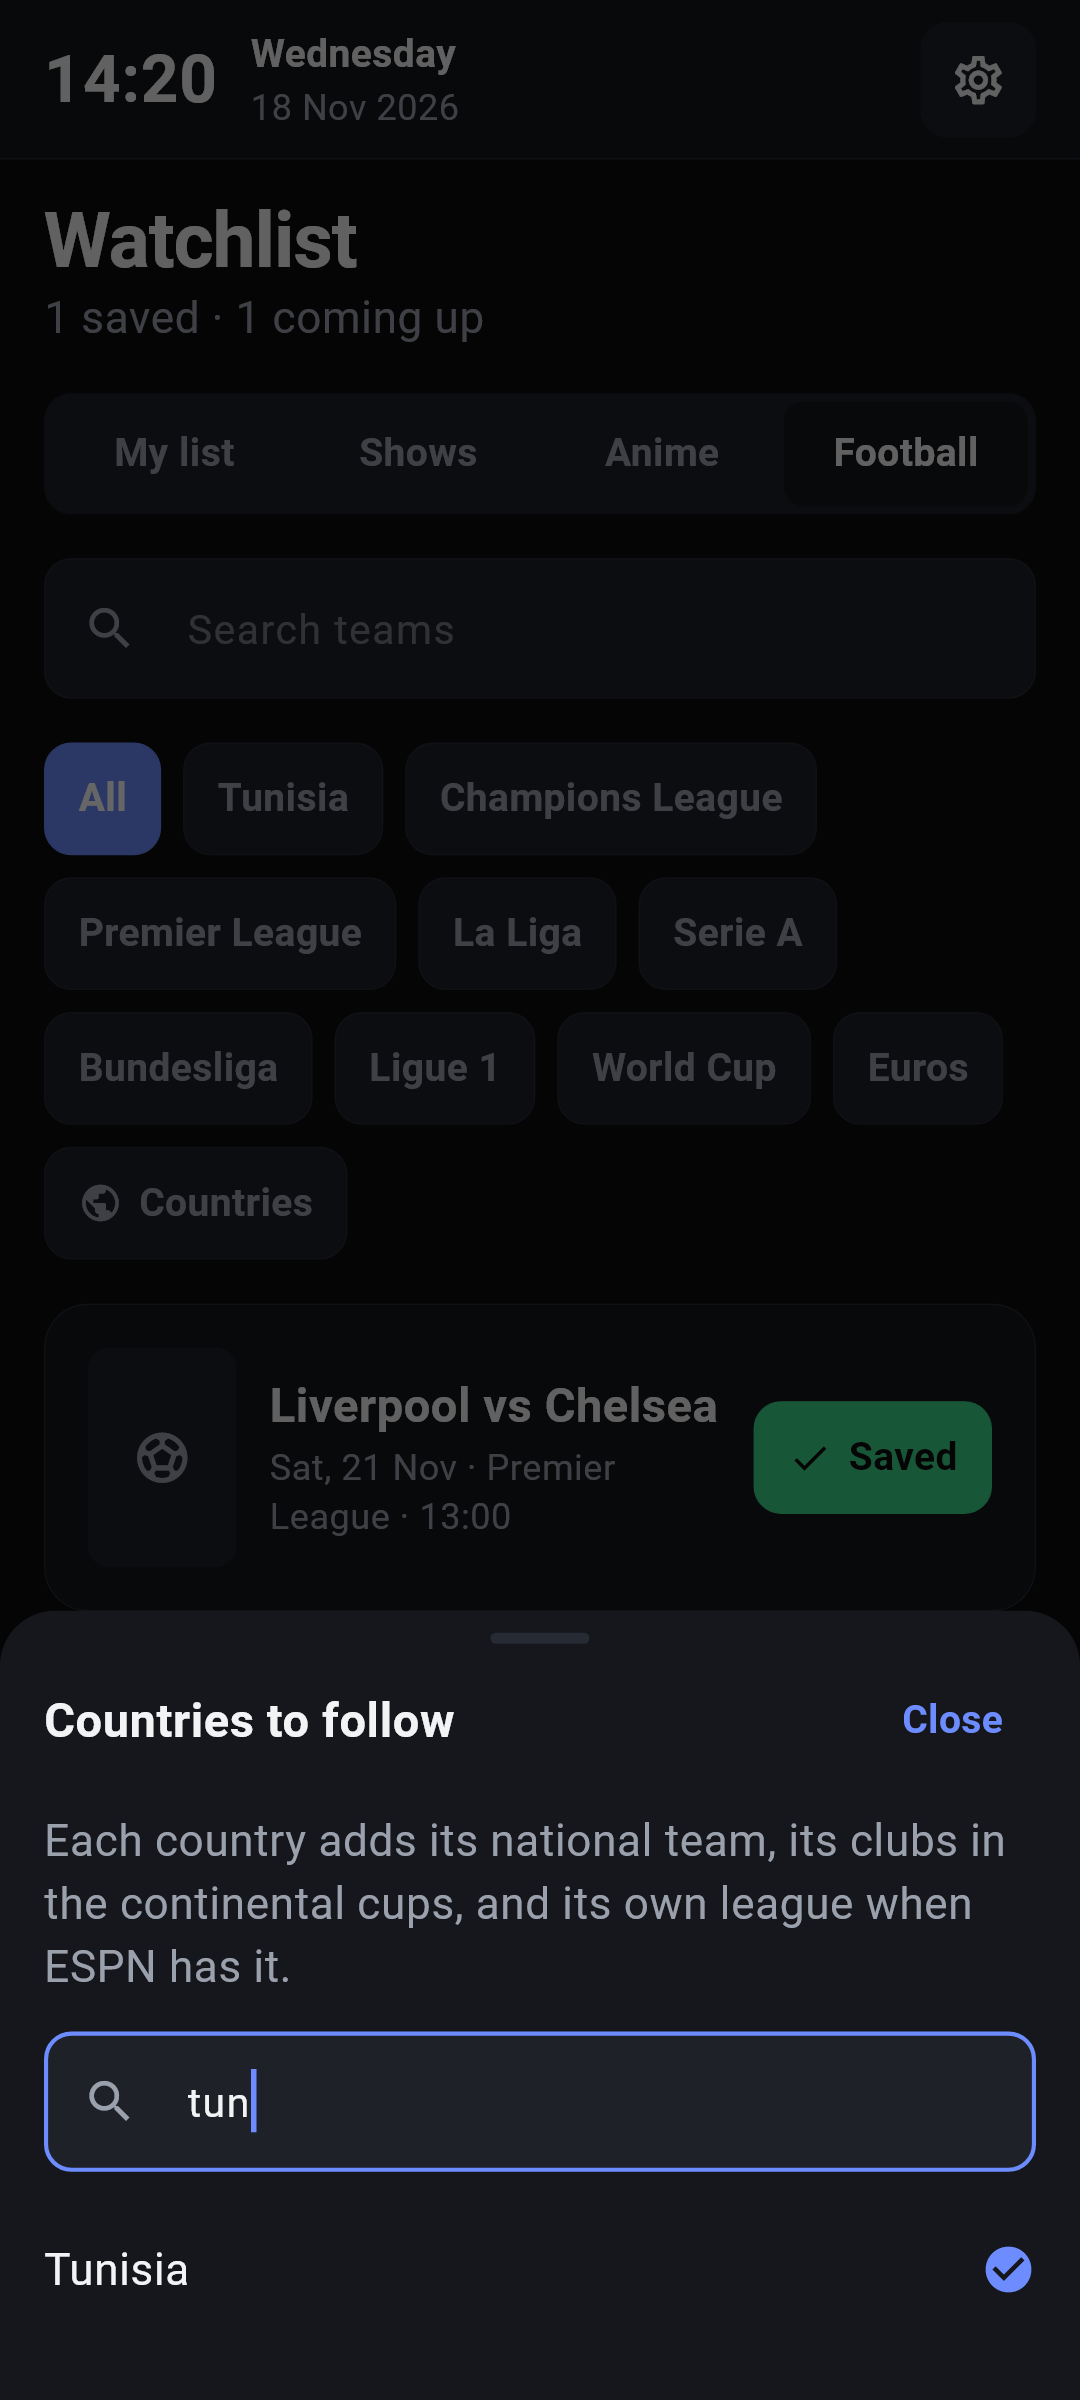 14:20
Wednesday
18 Nov 2026
Watchlist
1 saved · 1 coming up
My list
Shows
Anime
Football
Search teams
All
Tunisia
Champions League
Premier League
La Liga
Serie A
Bundesliga
Ligue 1
World Cup
Euros
Countries
Liverpool vs Chelsea
Sat, 21 Nov · Premier
League · 13:00
Saved
Countries to follow
Close
Each country adds its national team, its clubs in
the continental cups, and its own league when
ESPN has it.
tun
Tunisia